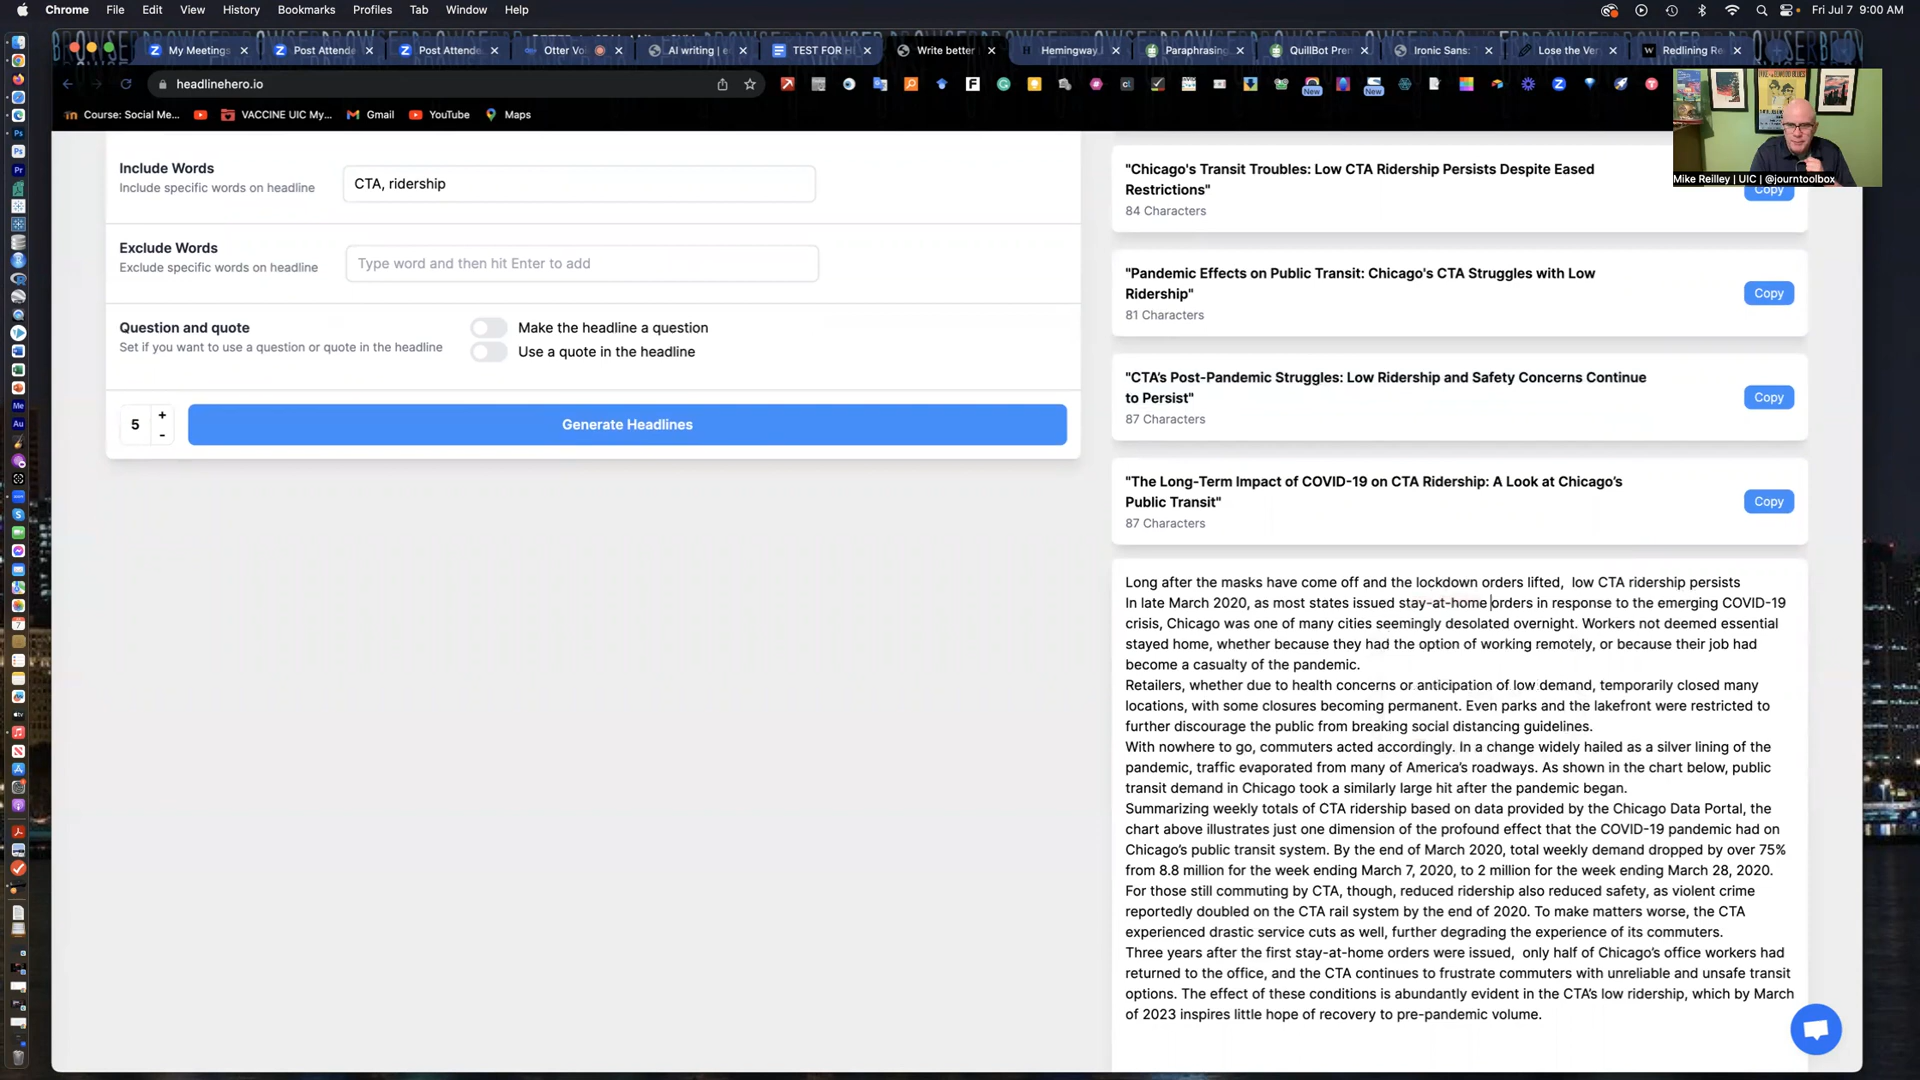 Chrome File Edit View History Bookmarks Profiles Tab Window Help Fri Jul 7 9:00 AM
My Meetings Post Attende Post Attende. Otter Vo AI writing | e TEST FOR H Write better Hemingway Paraphrasing QuillBot Prem Ironic Sans: Lose the Ver Redlining Re
headlinehero.io
New New
Course: Social Me... VACCINE UIC My... Gmail YouTube Maps
Mike Reilley | UIC | @journtoolbox
Include Words
Include specific words on headline
CTA, ridership
Exclude Words
Exclude specific words on headline
Type word and then hit Enter to add
Question and quote
Set if you want to use a question or quote in the headline
Make the headline a question
Use a quote in the headline
5 + -
Generate Headlines
"Chicago's Transit Troubles: Low CTA Ridership Persists Despite Eased
Restrictions"
84 Characters
Copy
"Pandemic Effects on Public Transit: Chicago's CTA Struggles with Low
Ridership"
81 Characters
Copy
"CTA's Post-Pandemic Struggles: Low Ridership and Safety Concerns Continue
to Persist"
87 Characters
Copy
"The Long-Term Impact of COVID-19 on CTA Ridership: A Look at Chicago's
Public Transit"
87 Characters
Copy
Long after the masks have come off and the lockdown orders lifted,  low CTA ridership persists
In late March 2020, as most states issued stay-at-home orders in response to the emerging COVID-19
crisis, Chicago was one of many cities seemingly desolated overnight. Workers not deemed essential
stayed home, whether because they had the option of working remotely, or because their job had
become a casualty of the pandemic.
Retailers, whether due to health concerns or anticipation of low demand, temporarily closed many
locations, with some closures becoming permanent. Even parks and the lakefront were restricted to
further discourage the public from breaking social distancing guidelines.
With nowhere to go, commuters acted accordingly. In a change widely hailed as a silver lining of the
pandemic, traffic evaporated from many of America's roadways. As shown in the chart below, public
transit demand in Chicago took a similarly large hit after the pandemic began.
Summarizing weekly totals of CTA ridership based on data provided by the Chicago Data Portal, the
chart above illustrates just one dimension of the profound effect that the COVID-19 pandemic had on
Chicago's public transit system. By the end of March 2020, total weekly demand dropped by over 75%
from 8.8 million for the week ending March 7, 2020, to 2 million for the week ending March 28, 2020.
For those still commuting by CTA, though, reduced ridership also reduced safety, as violent crime
reportedly doubled on the CTA rail system by the end of 2020. To make matters worse, the CTA
experienced drastic service cuts as well, further degrading the experience of its commuters.
Three years after the first stay-at-home orders were issued,  only half of Chicago's office workers had
returned to the office, and the CTA continues to frustrate commuters with unreliable and unsafe transit
options. The effect of these conditions is abundantly evident in the CTA's low ridership, which by March
of 2023 inspires little hope of recovery to pre-pandemic volume.